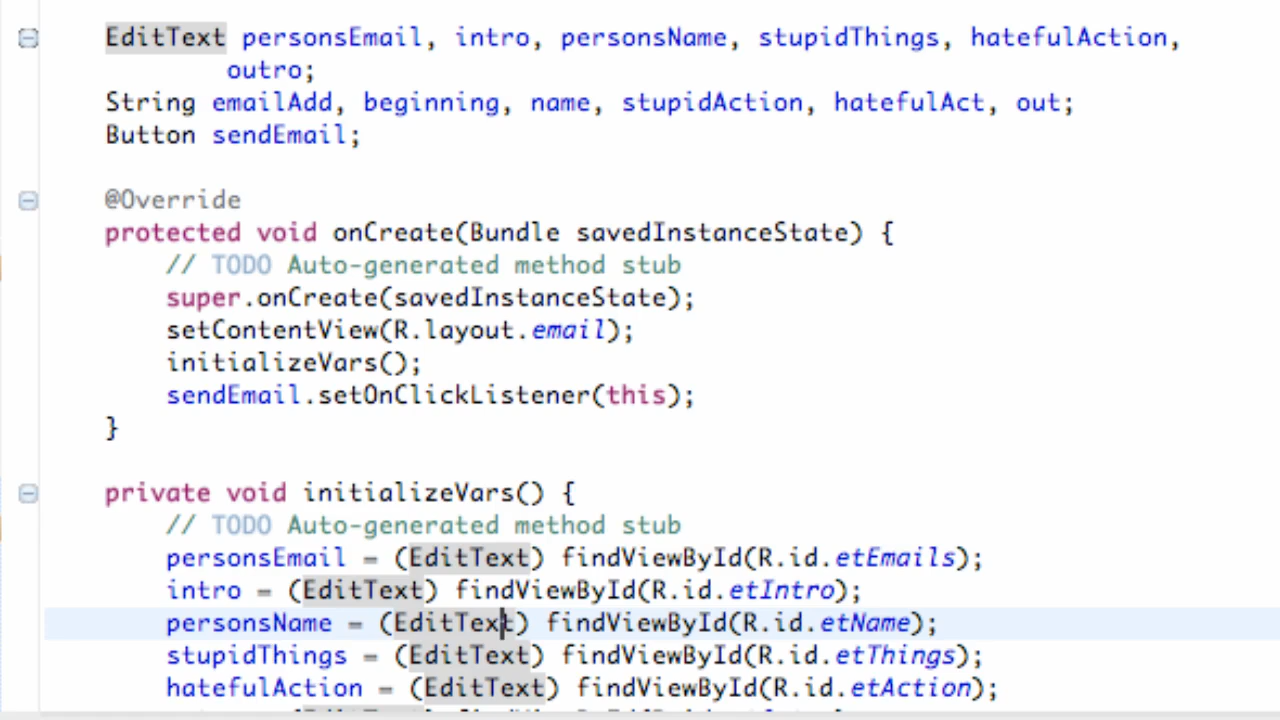 EditText personsEmail, intro, personsName, stupidThings, hatefulAction,
outro;
String emailAdd, beginning, name, stupidAction, hatefulAct, out;
Button sendEmail;
@Override
protected void onCreate(Bundle savedInstanceState) {
// TODO Auto-generated method stub
super.onCreate(savedInstanceState);
setContentView(R.layout.email);
initializeVars();
sendEmail.setOnClickListener(this);
}
private void initializeVars() {
// TODO Auto-generated method stub
personsEmail = (EditText) findViewById(R.id.etEmails);
intro = (EditText) findViewById(R.id.etIntro);
personsName = (EditText) findViewById(R.id.etName);
stupidThings = (EditText) findViewById(R.id.etThings);
hatefulAction = (EditText) findViewById(R.id.etAction);